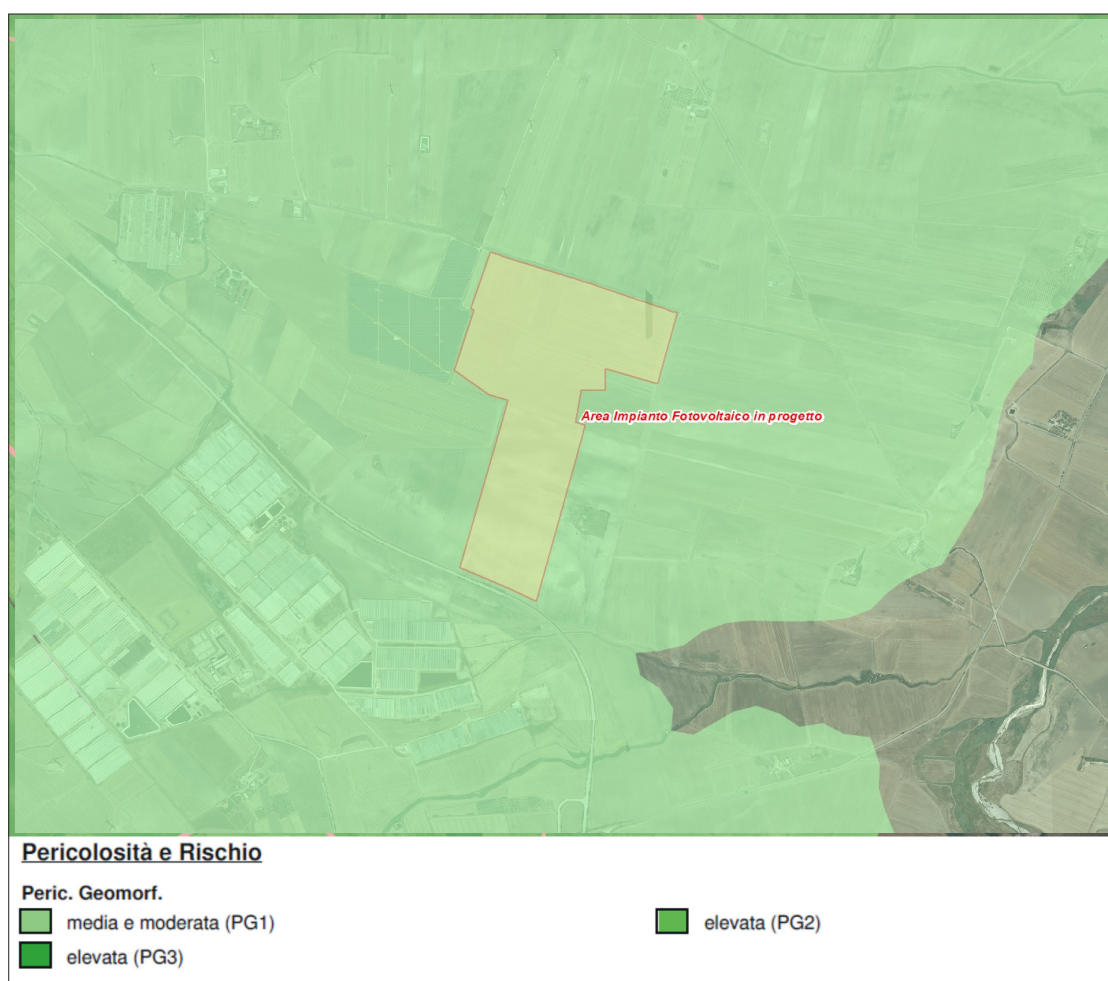 Area Impianto Fotovoltaico in progetto
Pericolosità e Rischio
Peric. Geomorf.
media e moderata (PG1)
elevata (PG2)
elevata (PG3)